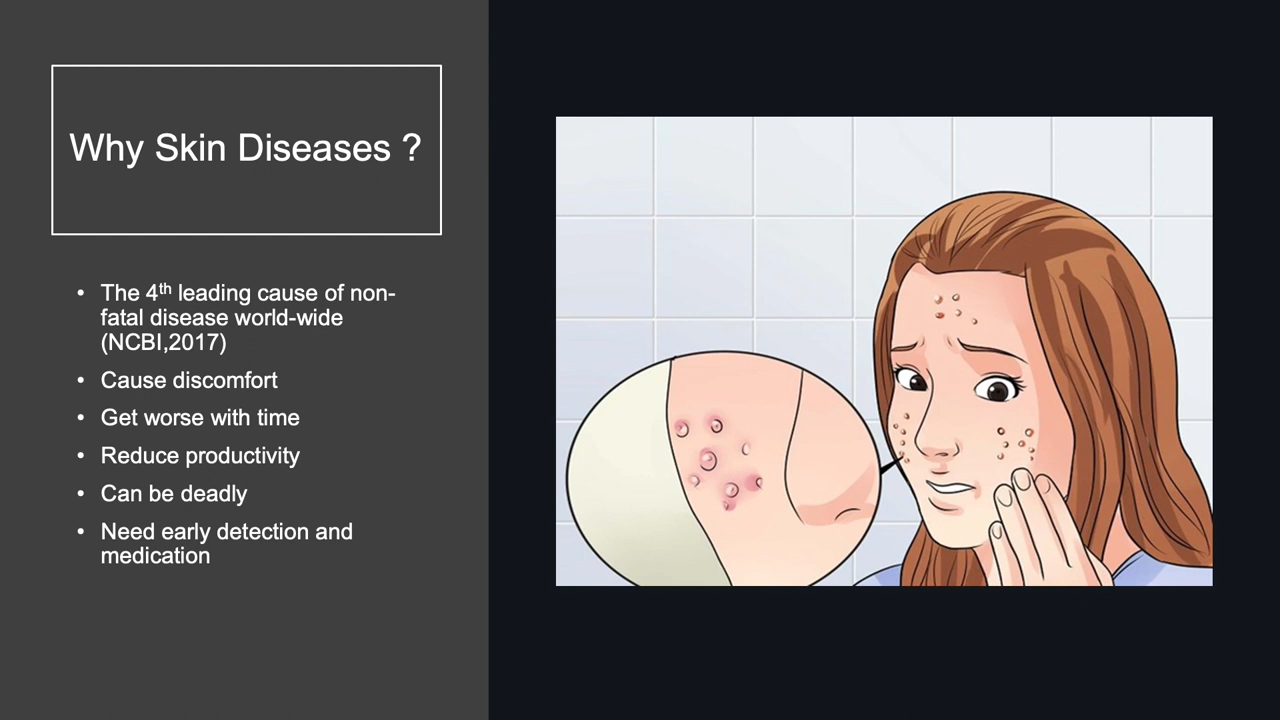 Why Skin Diseases ?
• The 4th leading cause of non-
fatal disease world-wide
(NCBI,2017)
• Cause discomfort
• Get worse with time
• Reduce productivity
• Can be deadly
• Need early detection and
medication